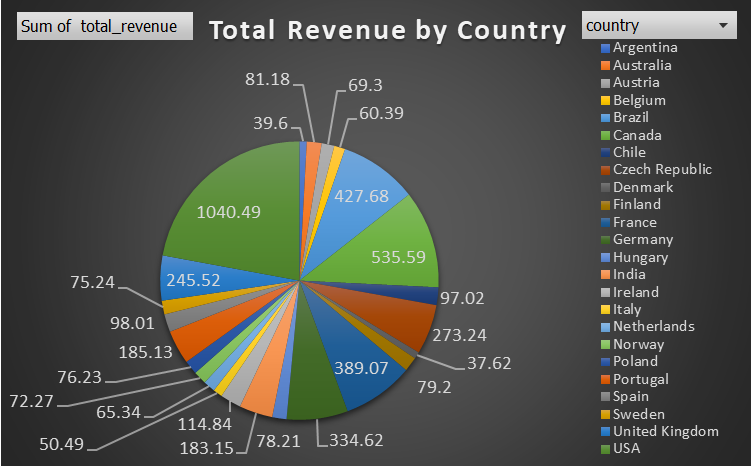 Sum of total_revenue
Total Revenue by Country
country
Argentina
Australia
Austria
Belgium
Brazil
Canada
Chile
Czech Republic
Denmark
Finland
France
Germany
Hungary
India
Ireland
Italy
Netherlands
Norway
Poland
Portugal
Spain
Sweden
United Kingdom
USA
39.6
81.18
69.3
60.39
427.68
535.59
97.02
273.24
37.62
79.2
389.07
334.62
78.21
183.15
114.84
50.49
65.34
72.27
76.23
185.13
98.01
75.24
245.52
1040.49